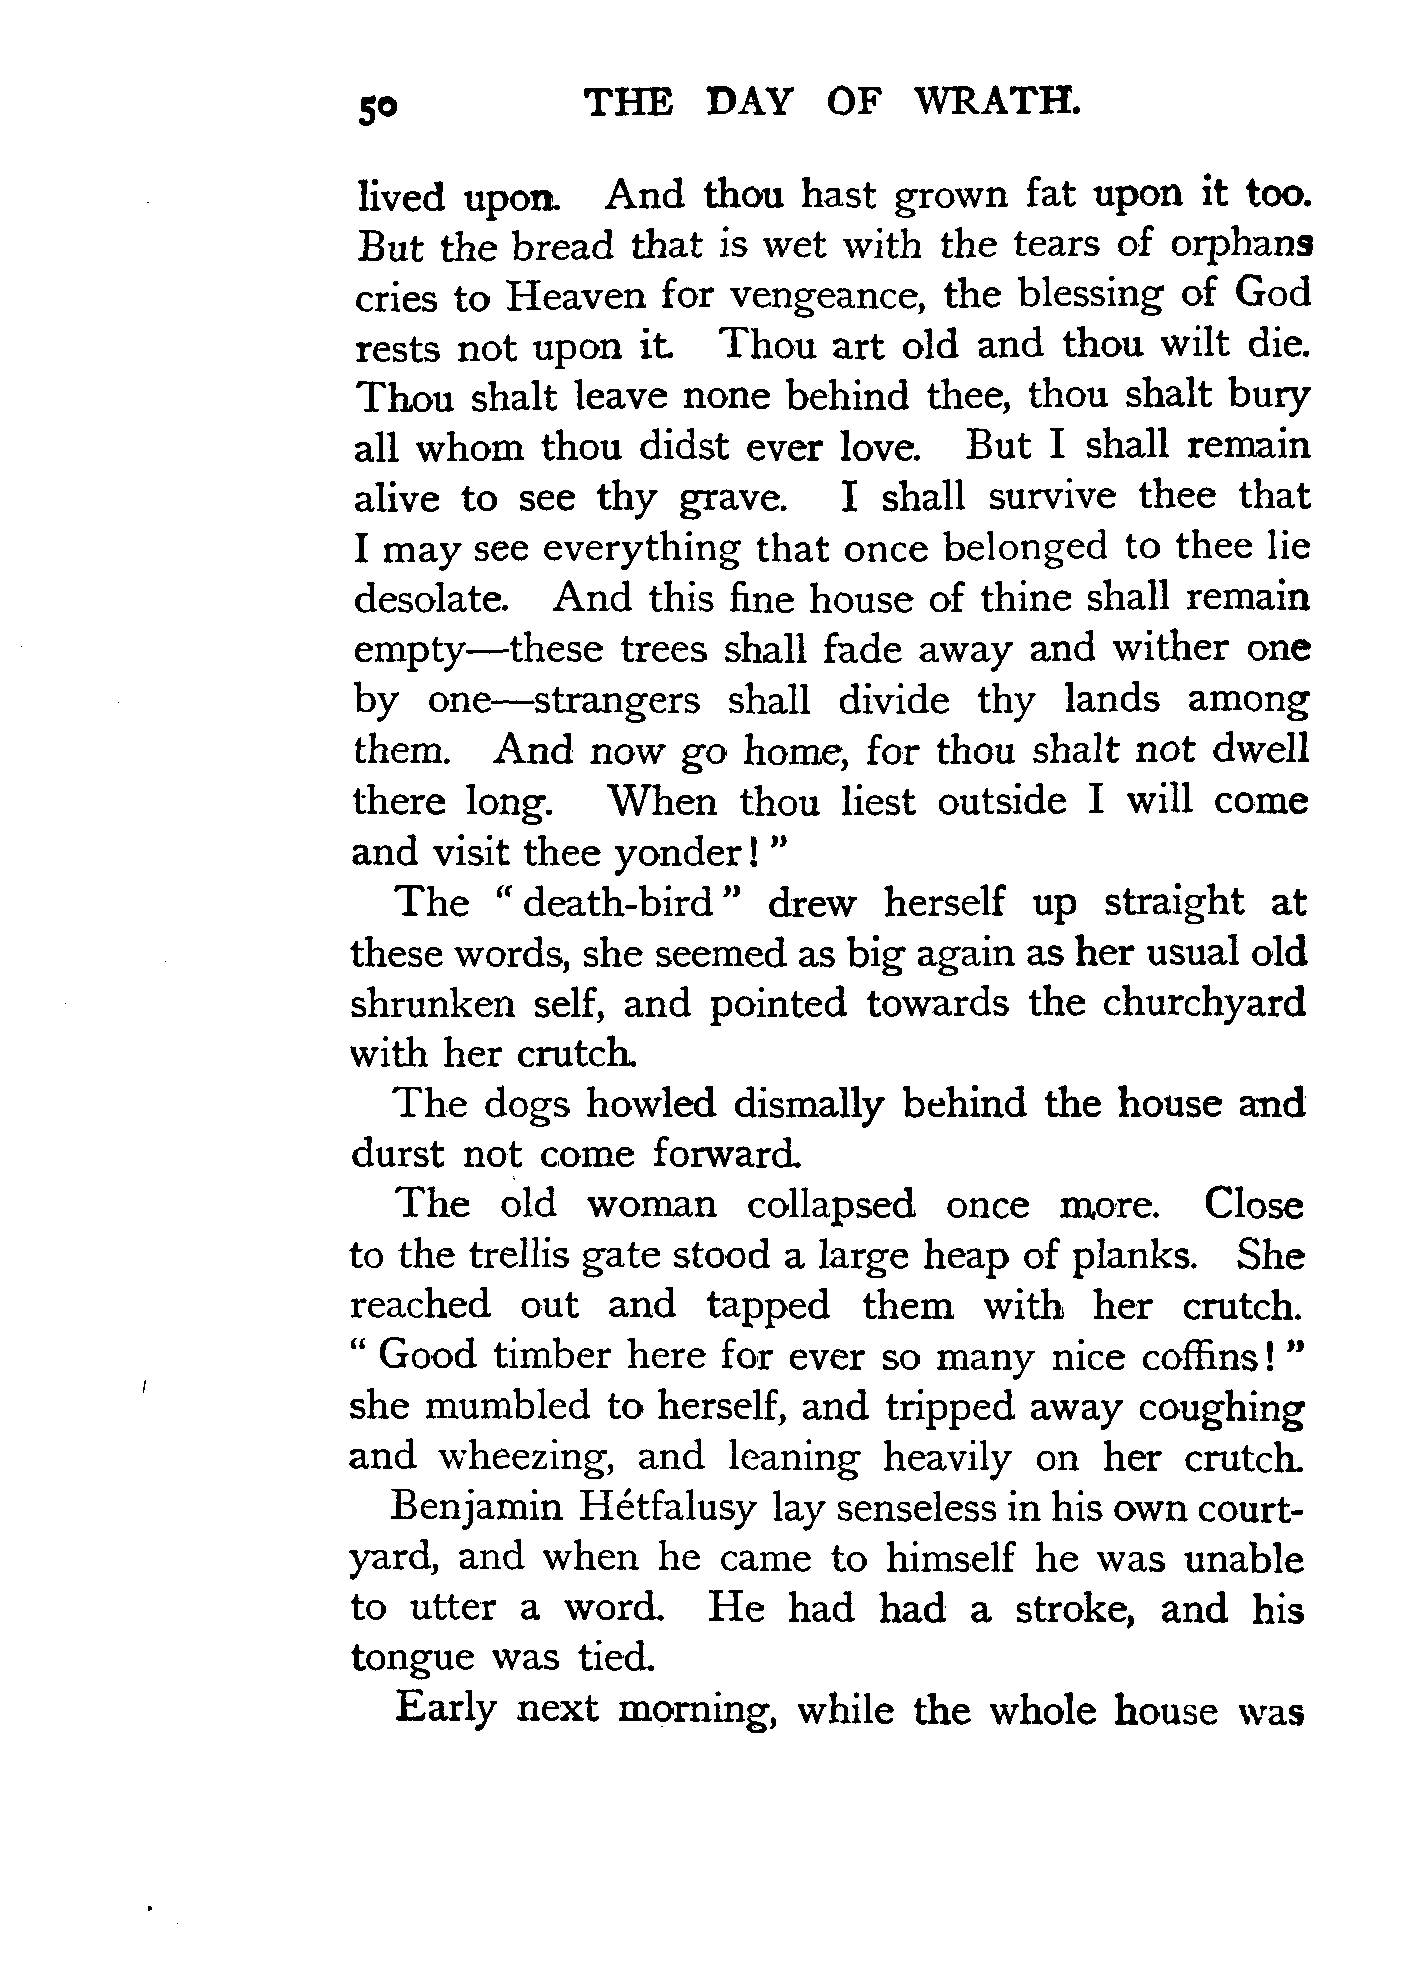 50 THE DAY OF WRATH.
lived upon. And thou hast grown fat upon it too.
But the bread that is wet with the tears of orphans
cries to Heaven for vengeance, the blessing of God
rests not upon it. Thou art old and thou wilt die.
Thou shalt leave none behind thee, thou shalt bury
all whom thou didst ever love. But I shall remain
alive to see thy grave. I shall survive thee that
I may see everything that once belonged to thee lie
desolate. And this fine house of thine shall remain
empty—these trees shall fade away and wither one
by one—strangers shall divide thy lands among
them. And now go home, for thou shalt not dwell
there long. When thou liest outside I will come
and visit thee yonder! "
The " death-bird " drew herself up straight at
these words, she seemed as big again as her usual old
shrunken self, and pointed towards the churchyard
with her crutch.
The dogs howled dismally behind the house and
durst not come forward.
The old woman collapsed once more. Close
to the trellis gate stood a large heap of planks. She
reached out and tapped them with her crutch.
" Good timber here for ever so many nice coffins! "
she mumbled to herself, and tripped away coughing
and wheezing, and leaning heavily on her crutch.
Benjamin Hétfalusy lay senseless in his own court-
yard, and when he came to himself he was unable
to utter a word. He had had a stroke, and his
tongue was tied.
Early next morning, while the whole house was